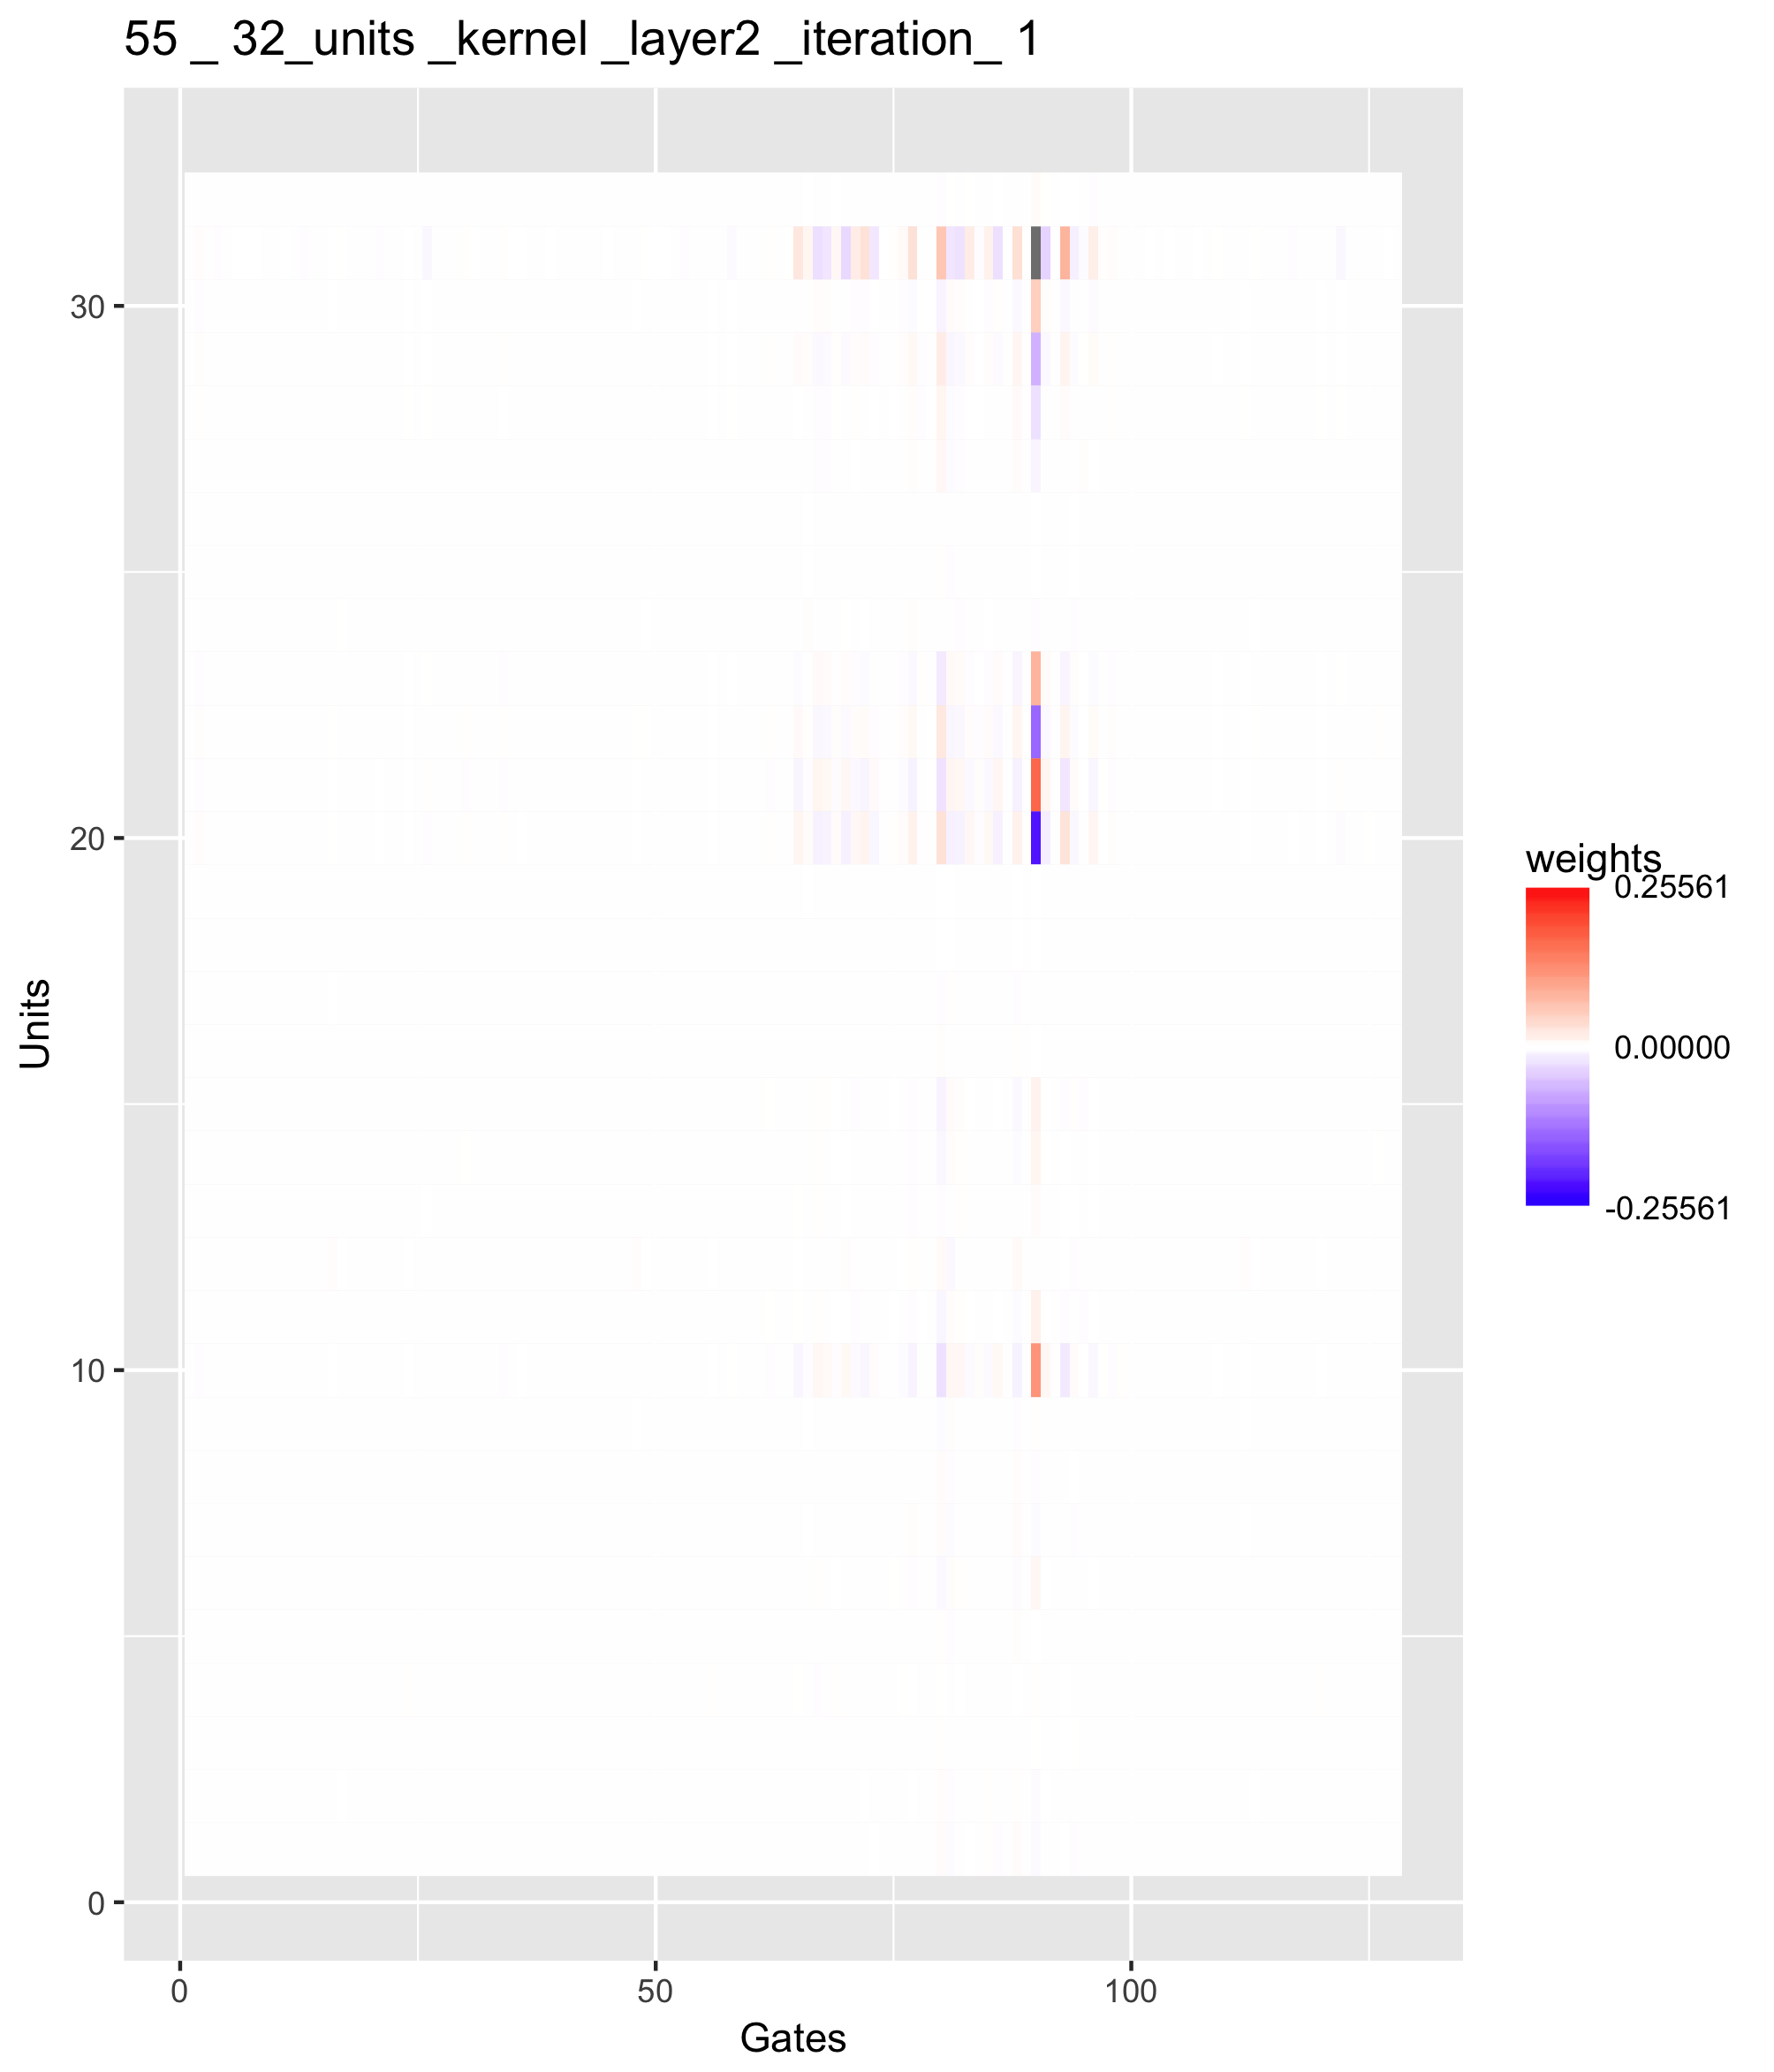 55 _ 32_units _kernel _layer2 _iteration_ 1
30
20
10
0
Units
0 50 100
Gates
weights
0.25561
0.00000
-0.25561